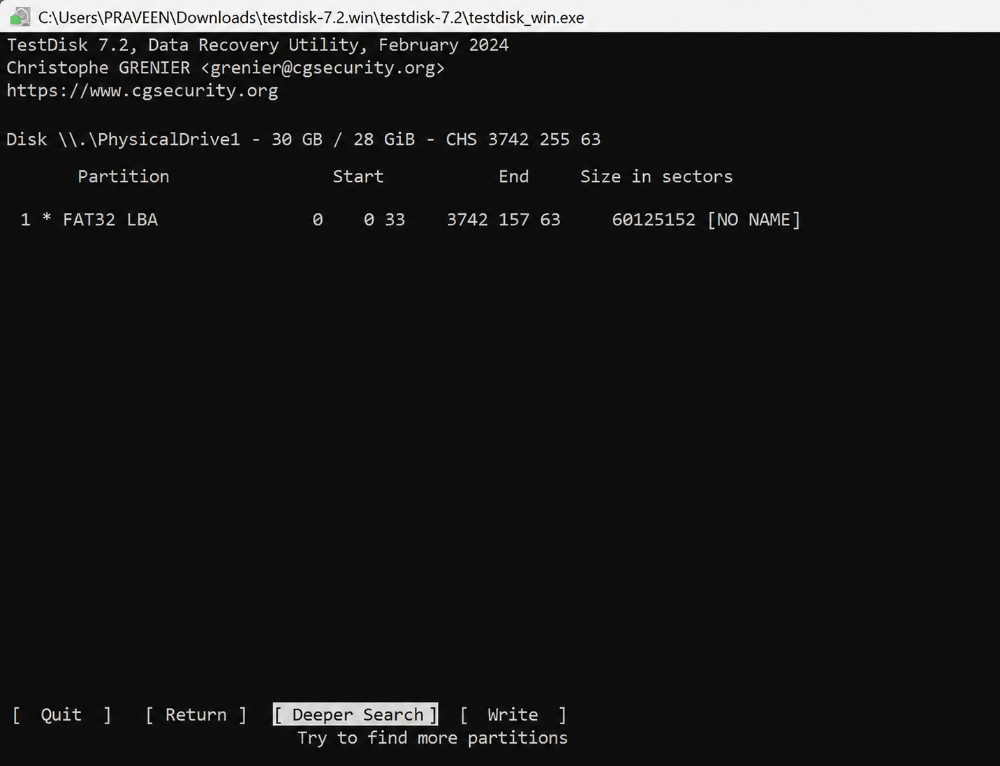 C:\Users\PRAVEEN\Downloads\testdisk-7.2.win\testdisk-7.2\testdisk_win.exe
TestDisk 7.2, Data Recovery Utility, February 2024
Christophe GRENIER <grenier@cgsecurity.org>
https://www.cgsecurity.org
Disk \\.\PhysicalDrive1 - 30 GB / 28 GiB - CHS 3742 255 63
Partition Start End Size in sectors
1 * FAT32 LBA 0 0 33 3742 157 63 60125152 [NO NAME]
[ Quit ] [ Return ] [ Deeper Search ] [ Write ]
Try to find more partitions